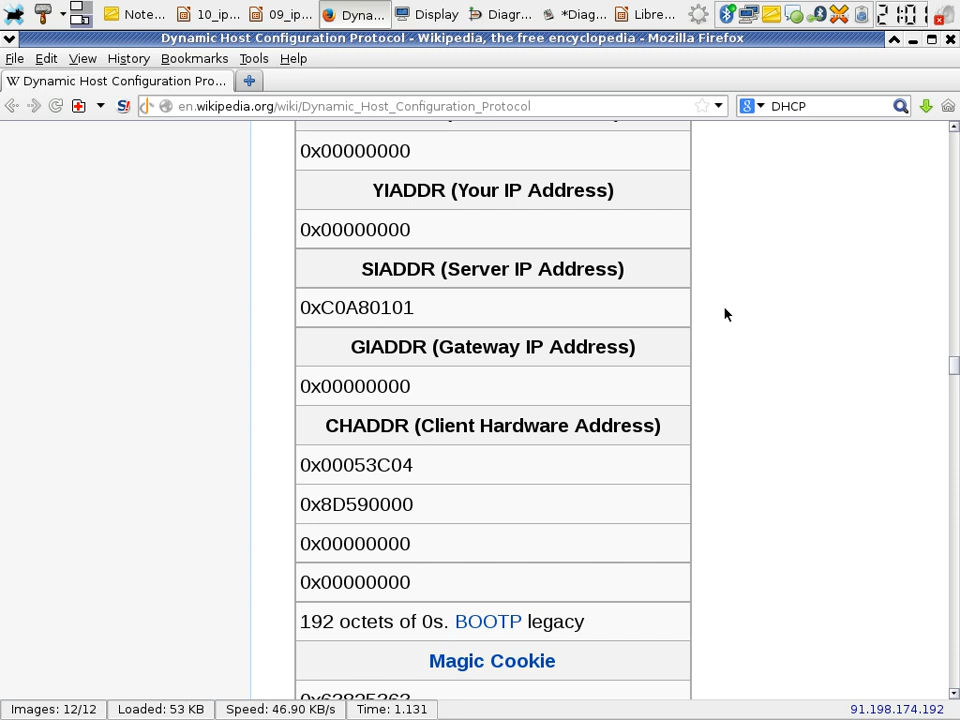 Note...
10_ip...
09_ip...
Dyna...
Display
Diagr...
*Diag...
Libre...
2:01
Dynamic Host Configuration Protocol - Wikipedia, the free encyclopedia - Mozilla Firefox
File Edit View History Bookmarks Tools Help
W Dynamic Host Configuration Pro...
en.wikipedia.org/wiki/Dynamic_Host_Configuration_Protocol
DHCP
0x00000000
YIADDR (Your IP Address)
0x00000000
SIADDR (Server IP Address)
0xC0A80101
GIADDR (Gateway IP Address)
0x00000000
CHADDR (Client Hardware Address)
0x00053C04
0x8D590000
0x00000000
0x00000000
192 octets of 0s. BOOTP legacy
Magic Cookie
0x63825363
Images: 12/12
Loaded: 53 KB
Speed: 46.90 KB/s
Time: 1.131
91.198.174.192